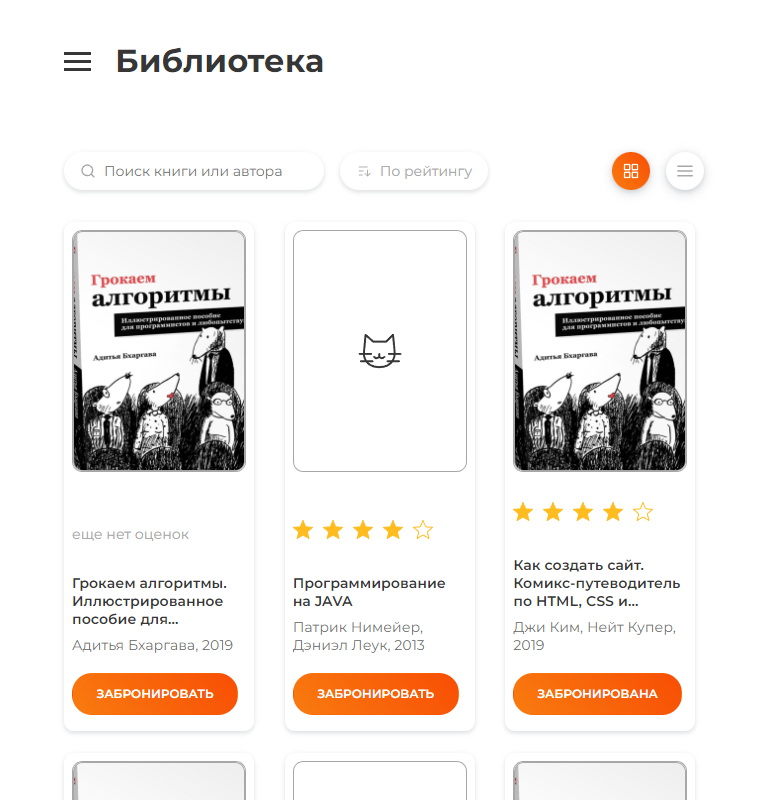 Библиотека
Поиск книги или автора
По рейтингу
Грокаем
алгоритмы
Иллюстрированное пособие
для программистов и любопытству
Адитья Бхаргава
еще нет оценок
Грокаем алгоритмы.
Иллюстрированное
пособие для...
Адитья Бхаргава, 2019
ЗАБРОНИРОВАТЬ
Программирование
на JAVA
Патрик Нимейер,
Дэниэл Леук, 2013
ЗАБРОНИРОВАТЬ
Грокаем
алгоритмы
Иллюстрированное пособие
для программистов и любопытству
Адитья Бхаргава
Как создать сайт.
Комикс-путеводитель
по HTML, CSS и...
Джи Ким, Нейт Купер,
2019
ЗАБРОНИРОВАНА